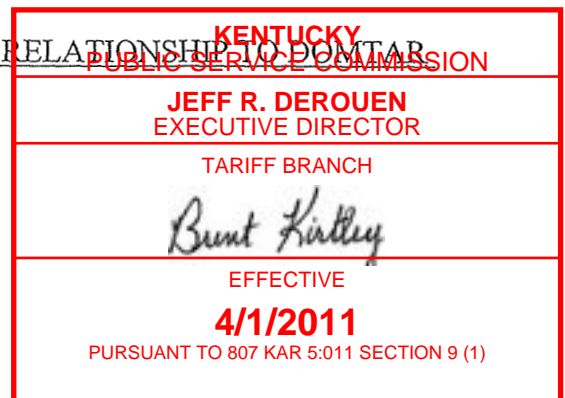 RELATIONSHIP TO DOMTAR
KENTUCKY
PUBLIC SERVICE COMMISSION
JEFF R. DEROUEN
EXECUTIVE DIRECTOR
TARIFF BRANCH
Brent Kirtley
EFFECTIVE
4/1/2011
PURSUANT TO 807 KAR 5:011 SECTION 9 (1)